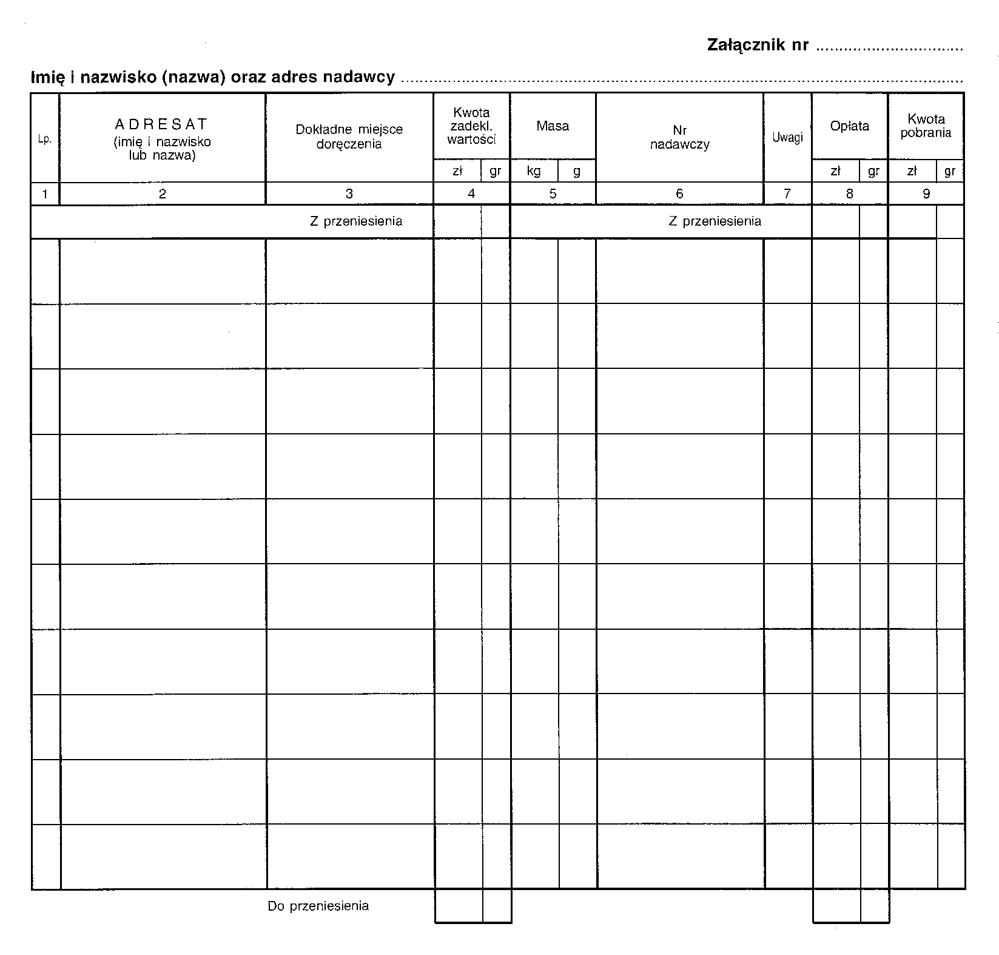 Załącznik nr ................................
Imię i nazwisko (nazwa) oraz adres nadawcy ................................................................................................................
Lp.
A D R E S A T
(imię i nazwisko
lub nazwa)
Dokładne miejsce
doręczenia
Kwota
zadekl.
wartości
zł gr
Masa
kg g
Nr
nadawczy
Uwagi
Opłata
zł gr
Kwota
pobrania
zł gr
1 2 3 4 5 6 7 8 9
Z przeniesienia Z przeniesienia
Do przeniesienia